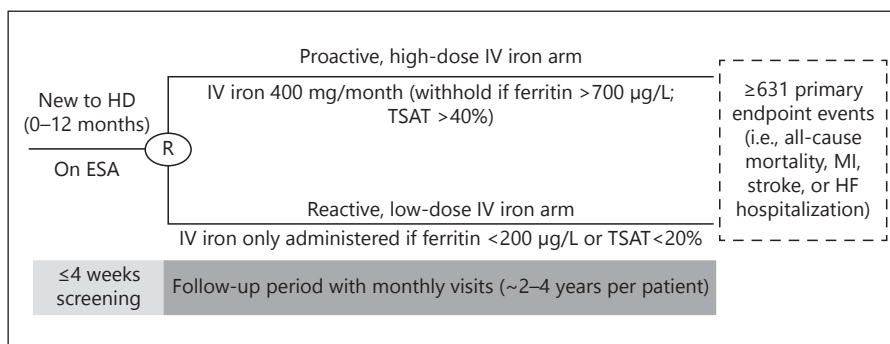 Proactive, high-dose IV iron arm
New to HD
(0–12 months)
On ESA
R
IV iron 400 mg/month (withhold if ferritin >700 µg/L;
TSAT >40%)
Reactive, low-dose IV iron arm
IV iron only administered if ferritin <200 µg/L or TSAT<20%
≥631 primary
endpoint events
(i.e., all-cause
mortality, MI,
stroke, or HF
hospitalization)
≤4 weeks
screening
Follow-up period with monthly visits (~2–4 years per patient)